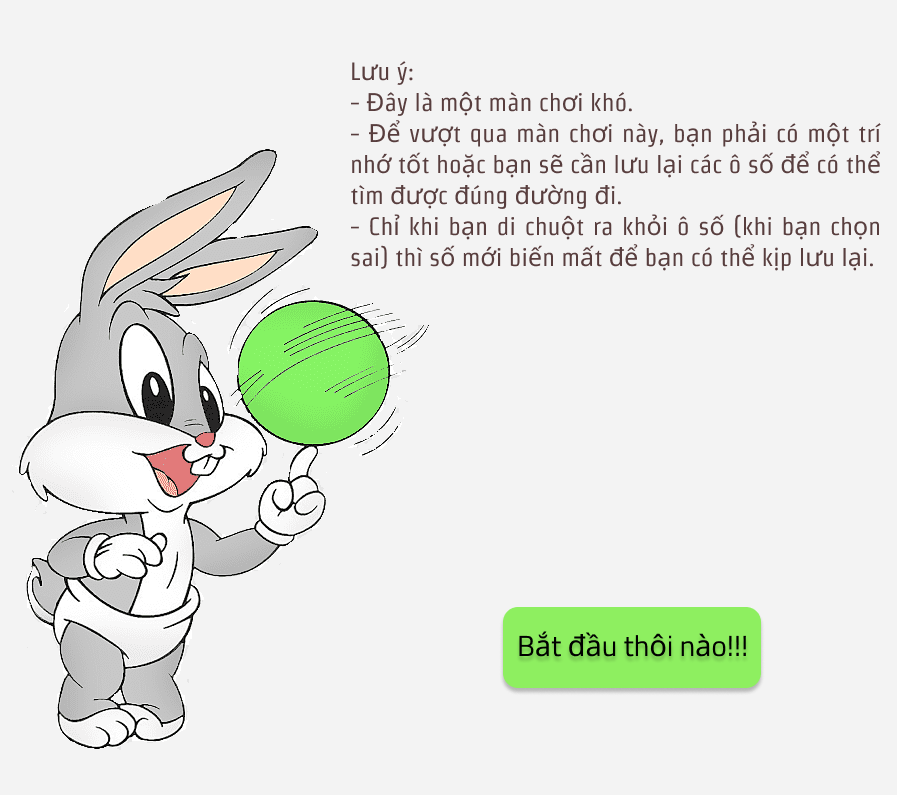 Lưu ý:
- Đây là một màn chơi khó.
- Để vượt qua màn chơi này, bạn phải có một trí
nhớ tốt hoặc bạn sẽ cần lưu lại các ô số để có thể
tìm được đúng đường đi.
- Chỉ khi bạn di chuột ra khỏi ô số (khi bạn chọn
sai) thì số mới biến mất để bạn có thể kịp lưu lại.
Bắt đầu thôi nào!!!